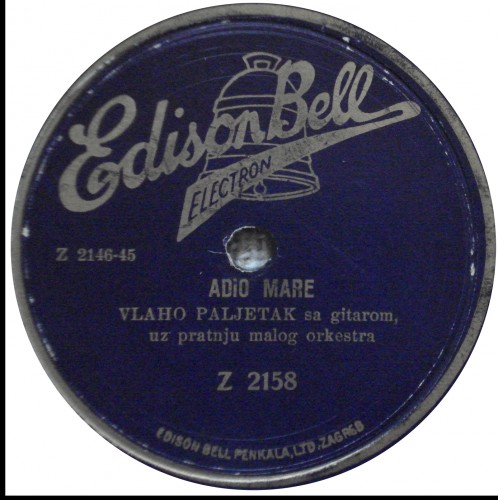 Edison Bell
ELECTRON
Z 2146-45
ADIO MARE
VLAHO PALJETAK sa gitarom,
uz pratnju malog orkestra
Z 2158
EDISON BELL PENKALA, LTD. ZAGREB